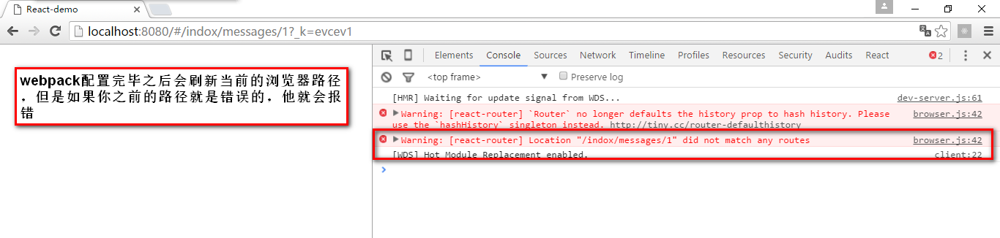 React-demo
localhost:8080/#/indox/messages/1?_k=evcev1
Elements Console Sources Network Timeline Profiles Resources Security Audits React 2
<top frame> Preserve log
webpack配置完毕之后会刷新当前的浏览器路径
，但是如果你之前的路径就是错误的，他就会报
错
[HMR] Waiting for update signal from WDS... dev-server.js:61
Warning: [react-router] `Router` no longer defaults the history prop to hash history. Please browser.js:42
use the `hashHistory` singleton instead. http://tiny.cc/router-defaulthistory
Warning: [react-router] Location "/indox/messages/1" did not match any routes browser.js:42
[WDS] Hot Module Replacement enabled. client:22